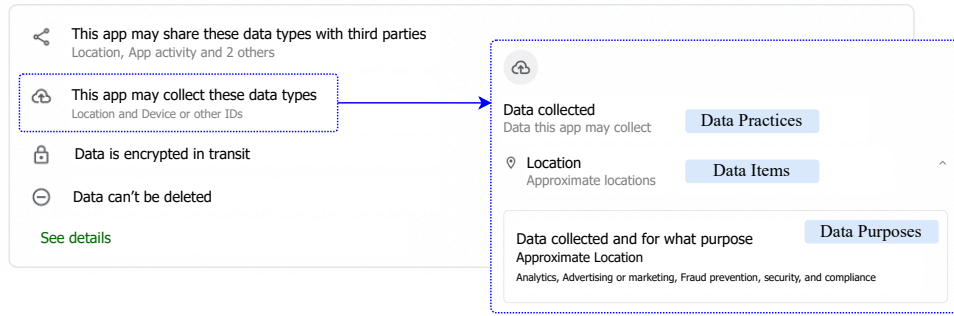 This app may share these data types with third parties
Location, App activity and 2 others
This app may collect these data types
Location and Device or other IDs
Data is encrypted in transit
Data can't be deleted
See details
Data collected
Data this app may collect
Data Practices
Location
Approximate locations
Data Items
Data collected and for what purpose
Data Purposes
Approximate Location
Analytics, Advertising or marketing, Fraud prevention, security, and compliance